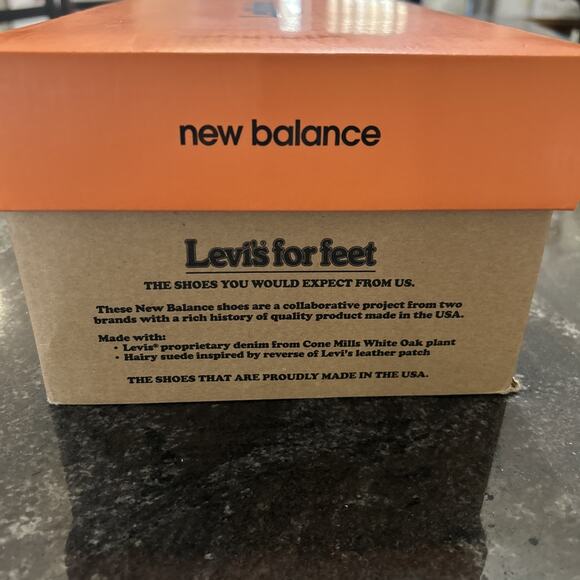 new balance
Levi's for feet
THE SHOES YOU WOULD EXPECT FROM US.
These New Balance shoes are a collaborative project from two
brands with a rich history of quality product made in the USA.
Made with:
• Levis® proprietary denim from Cone Mills White Oak plant
• Hairy suede inspired by reverse of Levi's leather patch
THE SHOES THAT ARE PROUDLY MADE IN THE USA.